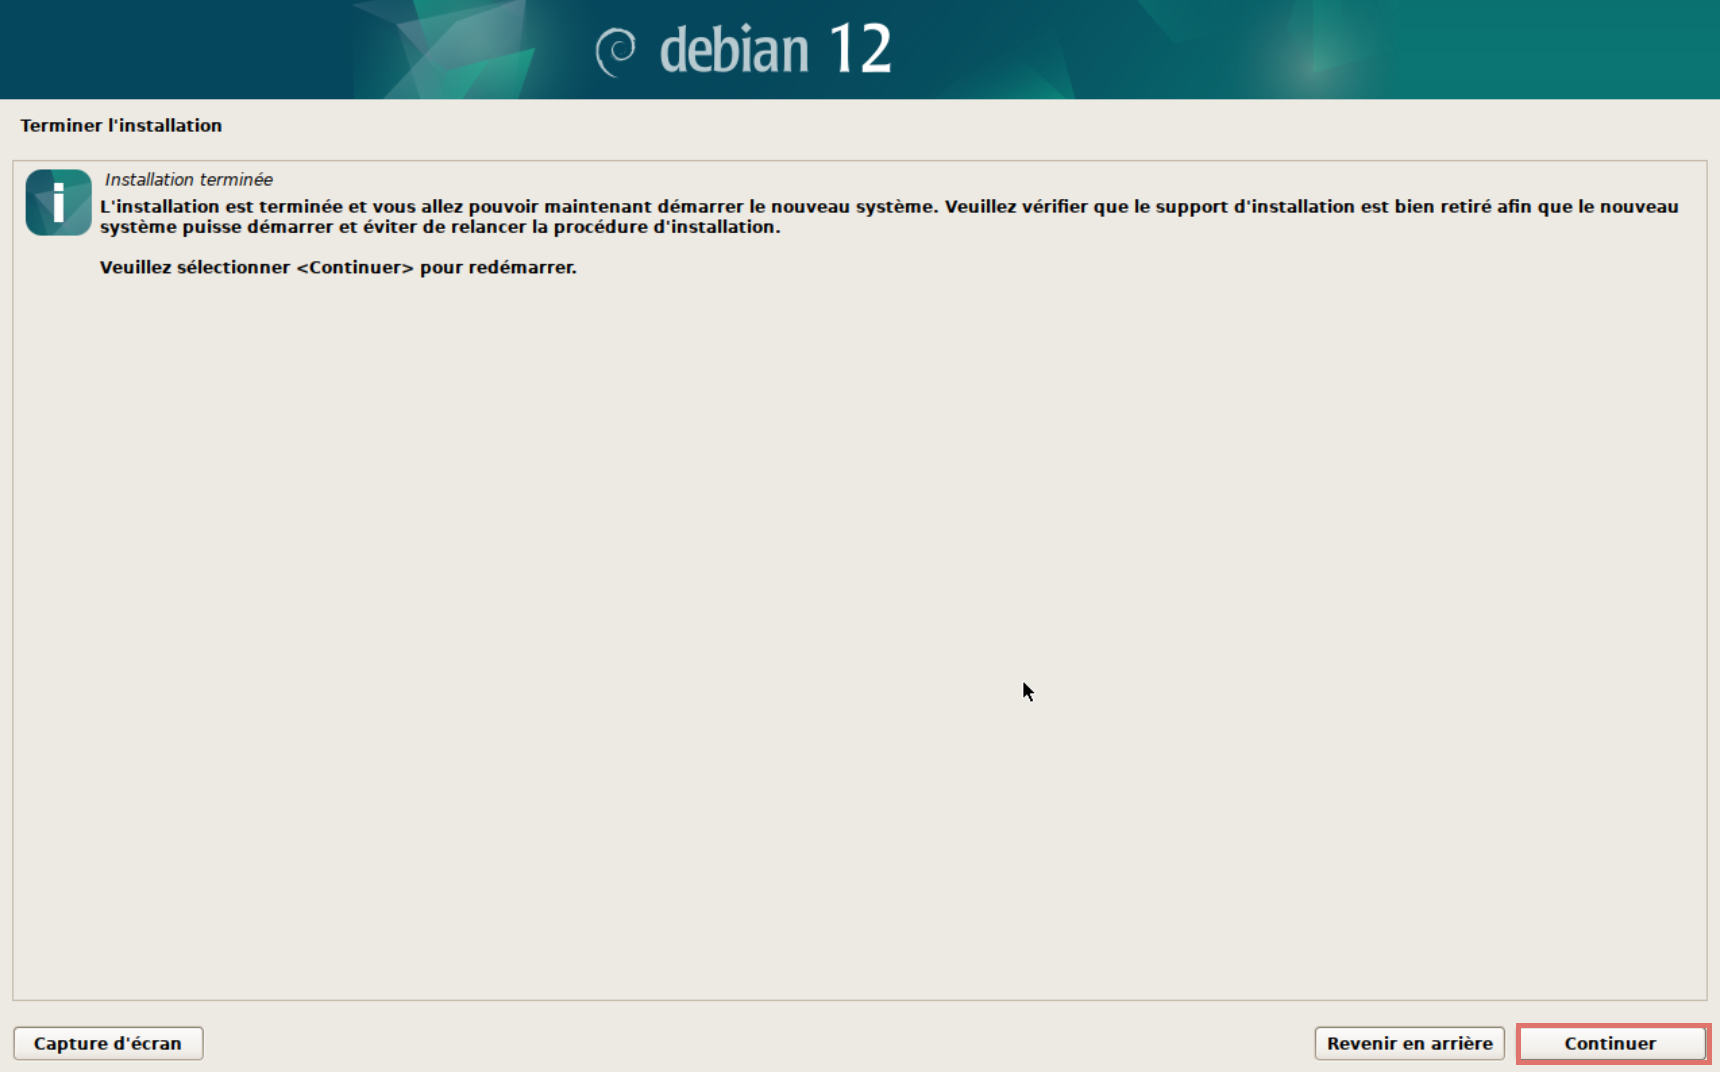 debian 12
Terminer l'installation
Installation terminée
L'installation est terminée et vous allez pouvoir maintenant démarrer le nouveau système. Veuillez vérifier que le support d'installation est bien retiré afin que le nouveau
système puisse démarrer et éviter de relancer la procédure d'installation.
Veuillez sélectionner <Continuer> pour redémarrer.
Capture d'écran
Revenir en arrière
Continuer